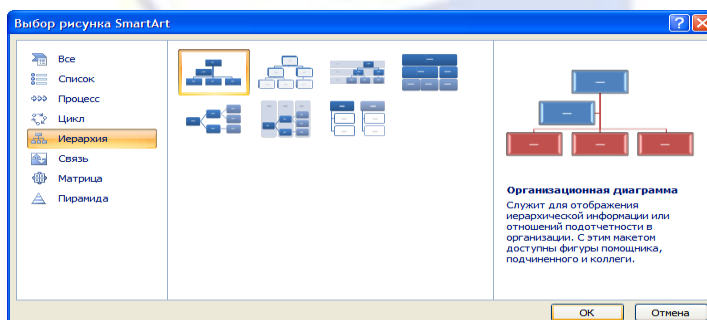 Выбор рисунка SmartArt
Все
Список
Процесс
Цикл
Иерархия
Связь
Матрица
Пирамида
Организационная диаграмма
Служит для отображения
иерархической информации или
отношений подотчетности в
организации. С этим макетом
доступны фигуры помощника,
подчиненного и коллеги.
ОК
Отмена